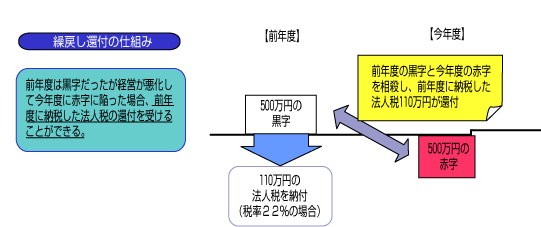 繰戻し還付の仕組み
前年度は黒字だったが経営が悪化し
て今年度に赤字に陥った場合、前年
度に納税した法人税の還付を受ける
ことができる。
【前年度】
500万円の
黒字
110万円の
法人税を納付
(税率22%の場合)
【今年度】
前年度の黒字と今年度の赤字
を相殺し、前年度に納税した
法人税110万円が還付
500万円の
赤字